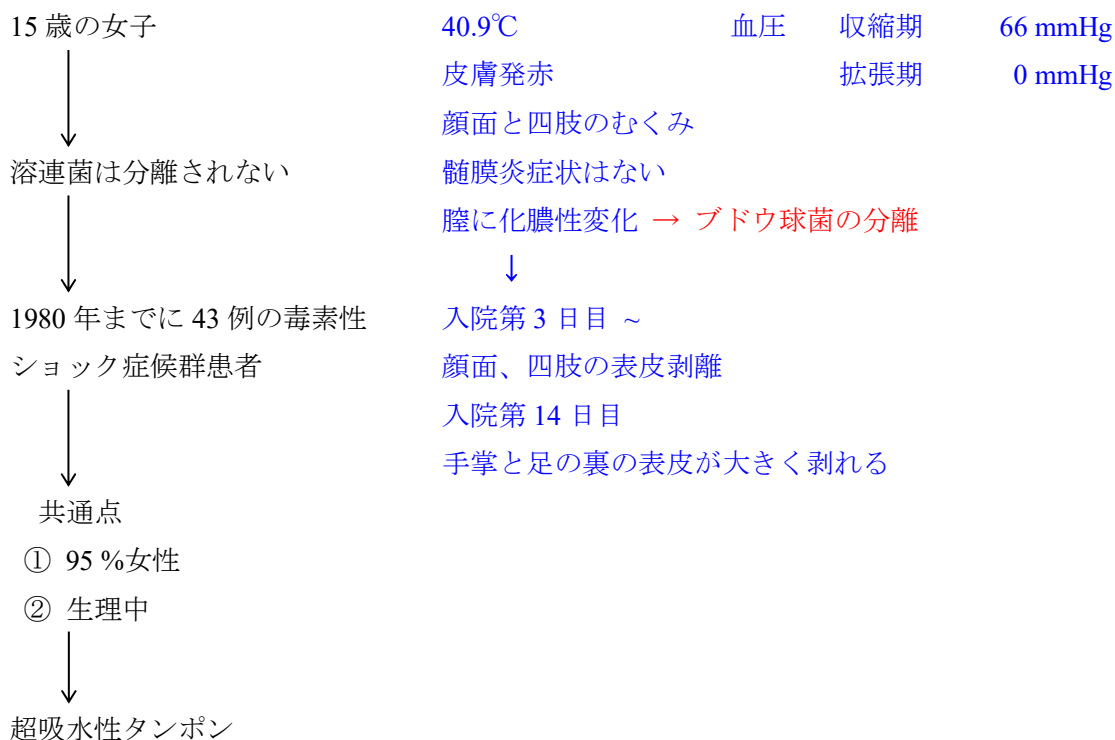 15 歳の女子 40.9℃ 血圧 収縮期 66 mmHg
皮膚発赤 拡張期 0 mmHg
顔面と四肢のむくみ
溶連菌は分離されない 髄膜炎症状はない
膣に化膿性変化 → ブドウ球菌の分離
↓
1980 年までに 43 例の毒素性 入院第 3 日目 ~
ショック症候群患者 顔面、四肢の表皮剥離
入院第 14 日目
手掌と足の裏の表皮が大きく剥れる
共通点
① 95 %女性
② 生理中
超吸水性タンポン